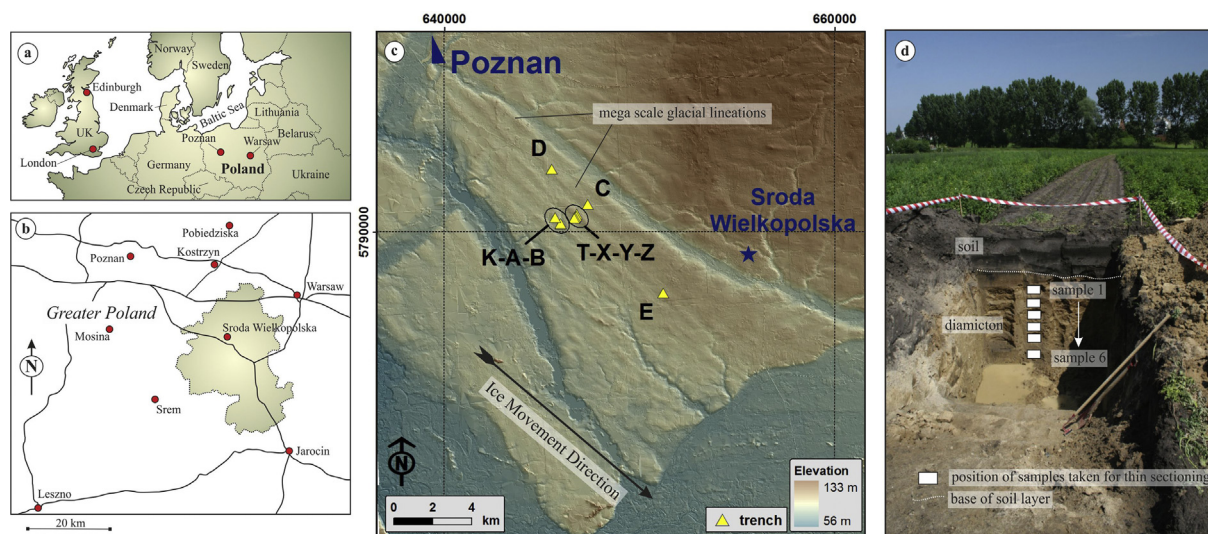 a
Norway
Sweden
Edinburgh
Denmark
Baltic Sea
Lithuania
UK
Poznan
Warsaw
Belarus
London
Germany
Poland
Ukraine
Czech Republic
b
Pobiedziska
Poznan
Kostrzyn
Warsaw
Greater Poland
Mosina
Sroda Wielkopolska
N
Srem
Jarocin
Leszno
20 km
640000
660000
5790000
c
Poznan
mega scale glacial lineations
D
C
Sroda
Wielkopolska
K-A-B
T-X-Y-Z
E
Ice Movement Direction
N
0 2 4
km
trench
Elevation
133 m
56 m
d
soil
sample 1
diamicton
sample 6
position of samples taken for thin sectioning
base of soil layer